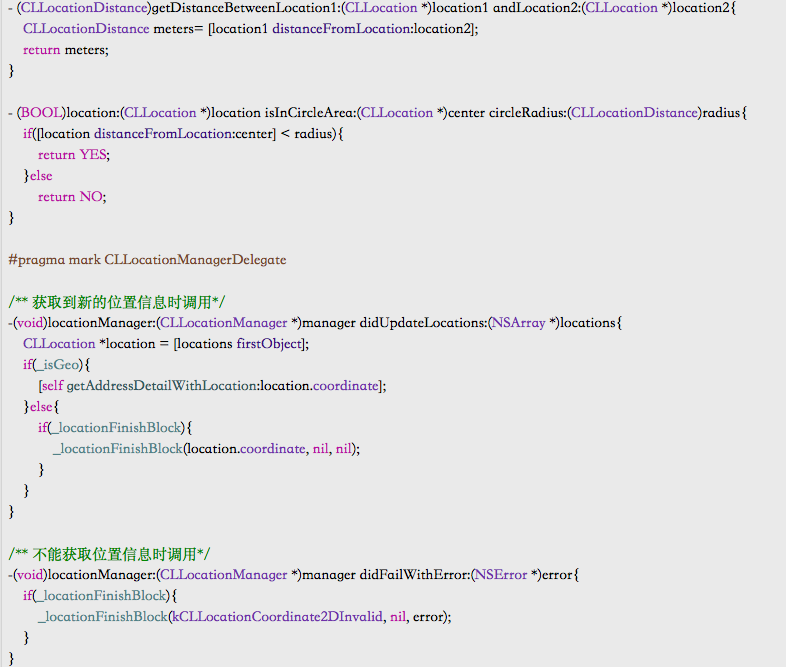 - (CLLocationDistance)getDistanceBetweenLocation1:(CLLocation *)location1 andLocation2:(CLLocation *)location2{
CLLocationDistance meters= [location1 distanceFromLocation:location2];
return meters;
}
- (BOOL)location:(CLLocation *)location isInCircleArea:(CLLocation *)center circleRadius:(CLLocationDistance)radius{
if([location distanceFromLocation:center] < radius){
return YES;
}else
return NO;
}
#pragma mark CLLocationManagerDelegate
/** 获取到新的位置信息时调用*/
-(void)locationManager:(CLLocationManager *)manager didUpdateLocations:(NSArray *)locations{
CLLocation *location = [locations firstObject];
if(_isGeo){
[self getAddressDetailWithLocation:location.coordinate];
}else{
if(_locationFinishBlock){
_locationFinishBlock(location.coordinate, nil, nil);
}
}
}
/** 不能获取位置信息时调用*/
-(void)locationManager:(CLLocationManager *)manager didFailWithError:(NSError *)error{
if(_locationFinishBlock){
_locationFinishBlock(kCLLocationCoordinate2DInvalid, nil, error);
}
}